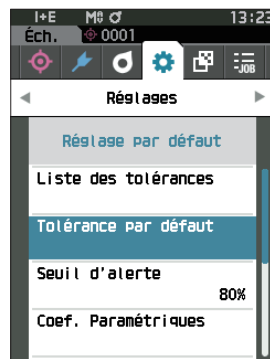 I+E M0 13:23
Éch. 0001
-JOB
Réglages
Réglage par défaut
Liste des tolérances
Tolérance par défaut
Seuil d'alerte
80%
Coef. Paramétriques